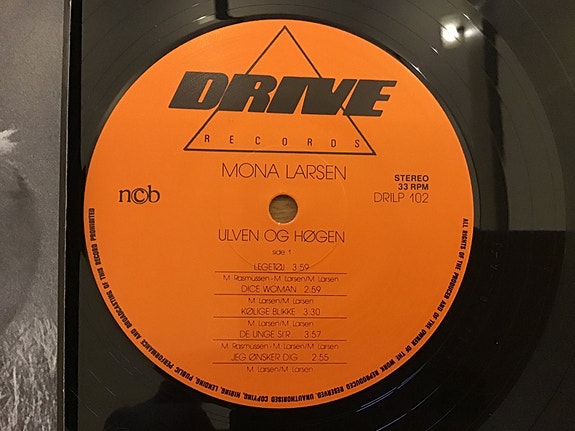 DRIVE
RECORDS
MONA LARSEN
ncb
STEREO
33 RPM
DRILP 102
ULVEN OG HØGEN
side 1
LEGETØJ 3:59
M. Rasmussen - M. Larsen/M. Larsen
DICE WOMAN 2:59
M. Larsen/M. Larsen
KØLIGE BLIKKE 3:30
M. Larsen/M. Larsen
DE UNGE SI'R 3:57
M. Rasmussen - M. Larsen/M. Larsen
JEG ØNSKER DIG 2:55
M. Larsen/M. Larsen
ALL RIGHTS OF THE PRODUCER AND OF THE OWNER OF THE WORK REPRODUCED RESERVED. UNAUTHORISED COPYING, HIRING, LENDING, PUBLIC PERFORMANCE AND BROADCASTING OF THIS RECORD PROHIBITED